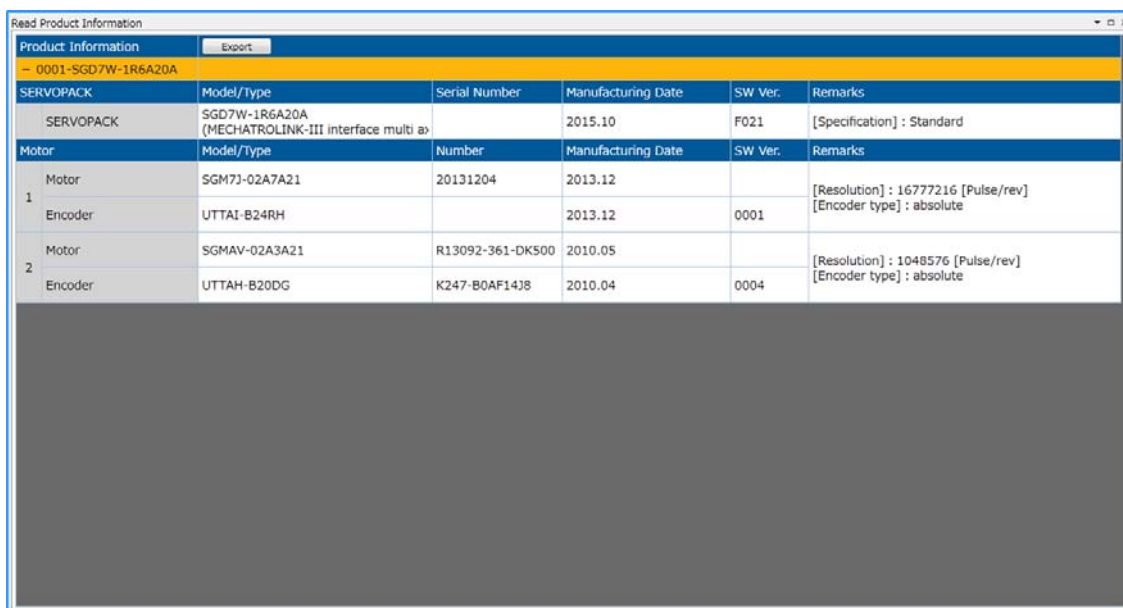 Read Product Information
Product Information Export
− 0001-SGD7W-1R6A20A
SERVOPACK Model/Type Serial Number Manufacturing Date SW Ver. Remarks
SERVOPACK SGD7W-1R6A20A 2015.10 F021 [Specification] : Standard
(MECHATROLINK-III interface multi ax
Motor Model/Type Number Manufacturing Date SW Ver. Remarks
1 Motor SGM7J-02A7A21 20131204 2013.12 [Resolution] : 16777216 [Pulse/rev]
Encoder UTTAI-B24RH 2013.12 0001 [Encoder type] : absolute
2 Motor SGMAV-02A3A21 R13092-361-DK500 2010.05 [Resolution] : 1048576 [Pulse/rev]
Encoder UTTAH-B20DG K247-B0AF14J8 2010.04 0004 [Encoder type] : absolute